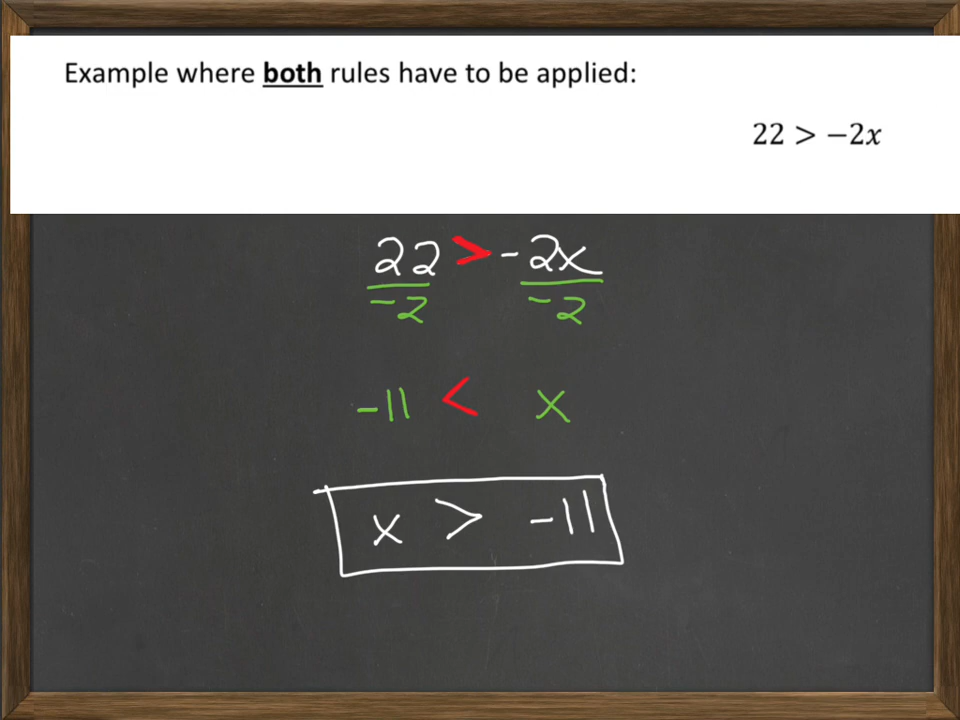 Example where both rules have to be applied:
22 > −2x
22 > -2x
-2 -2
-11 < x
x > -11